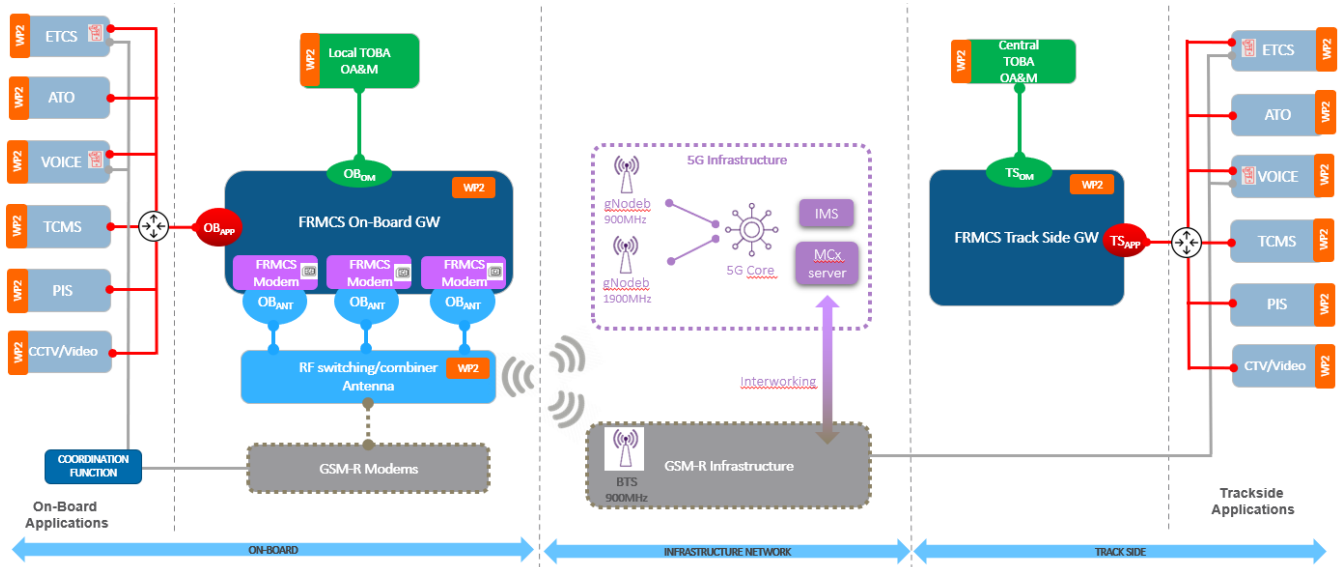 WP2
ETCS
WP2
ATO
WP2
VOICE
WP2
TCMS
WP2
PIS
WP2
CCTV/Video
COORDINATION
FUNCTION
On-Board
Applications
WP2
Local TOBA
OA&M
OBOM
WP2
FRMCS On-Board GW
OBAPP
FRMCS
Modem
FRMCS
Modem
FRMCS
Modem
OBANT
OBANT
OBANT
RF switching/combiner
Antenna
WP2
GSM-R Modems
ON-BOARD
5G Infrastructure
gNodeb
900MHz
gNodeb
1900MHz
5G Core
IMS
MCx
server
Interworking
GSM-R Infrastructure
BTS
900MHz
INFRASTRUCTURE NETWORK
WP2
Central
TOBA
OA&M
TSOM
WP2
FRMCS Track Side GW
TSAPP
ETCS
WP2
ATO
WP2
VOICE
WP2
TCMS
WP2
PIS
WP2
CTV/Video
WP2
Trackside
Applications
TRACK SIDE